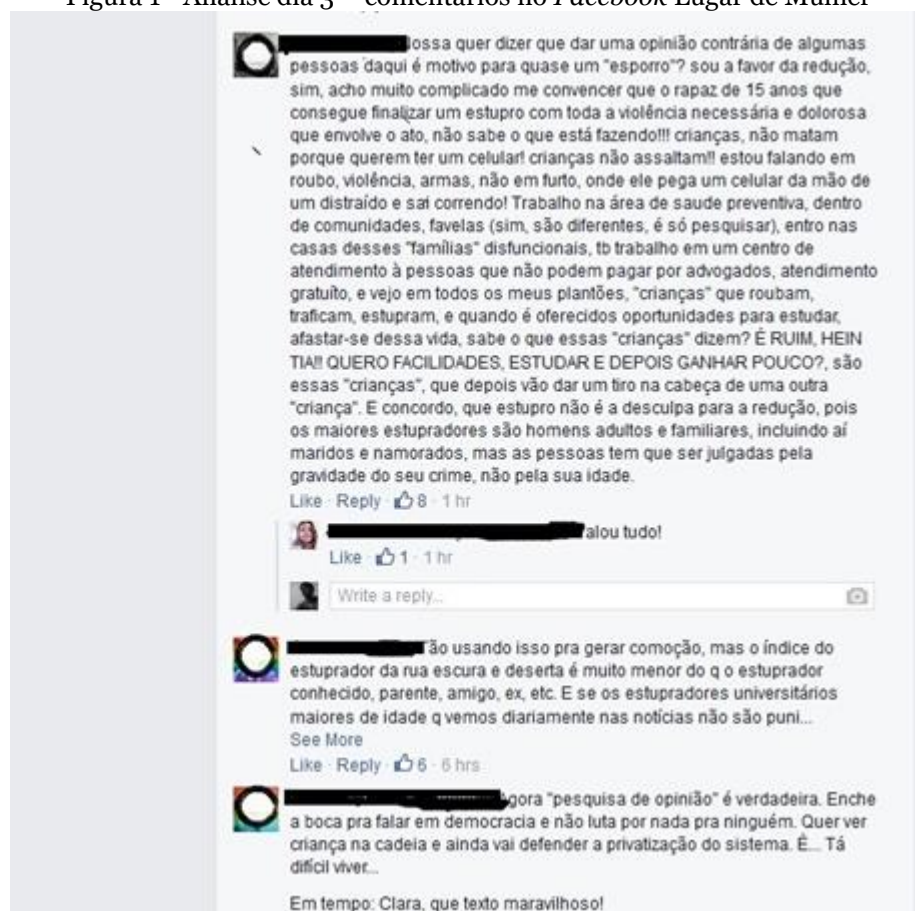 Figura 1 - Análise dia 3 – comentários no Facebook Lugar de Mulher
ossa quer dizer que dar uma opinião contrária de algumas
pessoas daqui é motivo para quase um "esporro"? sou a favor da redução,
sim, acho muito complicado me convencer que o rapaz de 15 anos que
consegue finalizar um estupro com toda a violência necessária e dolorosa
que envolve o ato, não sabe o que está fazendo!!! crianças, não matam
porque querem ter um celular! crianças não assaltam!! estou falando em
roubo, violência, armas, não em furto, onde ele pega um celular da mão de
um distraído e sai correndo! Trabalho na área de saude preventiva, dentro
de comunidades, favelas (sim, são diferentes, é só pesquisar), entro nas
casas desses "famílias" disfuncionais, tb trabalho em um centro de
atendimento à pessoas que não podem pagar por advogados, atendimento
gratuíto, e vejo em todos os meus plantões, "crianças" que roubam,
traficam, estupram, e quando é oferecidos oportunidades para estudar,
afastar-se dessa vida, sabe o que essas "crianças" dizem? É RUIM, HEIN
TIA!! QUERO FACILIDADES, ESTUDAR E DEPOIS GANHAR POUCO?, são
essas "crianças", que depois vão dar um tiro na cabeça de uma outra
"criança". E concordo, que estupro não é a desculpa para a redução, pois
os maiores estupradores são homens adultos e familiares, incluindo aí
maridos e namorados, mas as pessoas tem que ser julgadas pela
gravidade do seu crime, não pela sua idade.
Like · Reply · 8 · 1 hr
alou tudo!
Like · 1 · 1 hr
Write a reply...
ão usando isso pra gerar comoção, mas o índice do
estuprador da rua escura e deserta é muito menor do q o estuprador
conhecido, parente, amigo, ex, etc. E se os estupradores universitários
maiores de idade q vemos diariamente nas notícias não são puni...
See More
Like · Reply · 6 · 6 hrs
gora "pesquisa de opinião" é verdadeira. Enche
a boca pra falar em democracia e não luta por nada pra ninguém. Quer ver
criança na cadeia e ainda vai defender a privatização do sistema. Ê... Tá
difícil viver...
Em tempo: Clara, que texto maravilhoso!